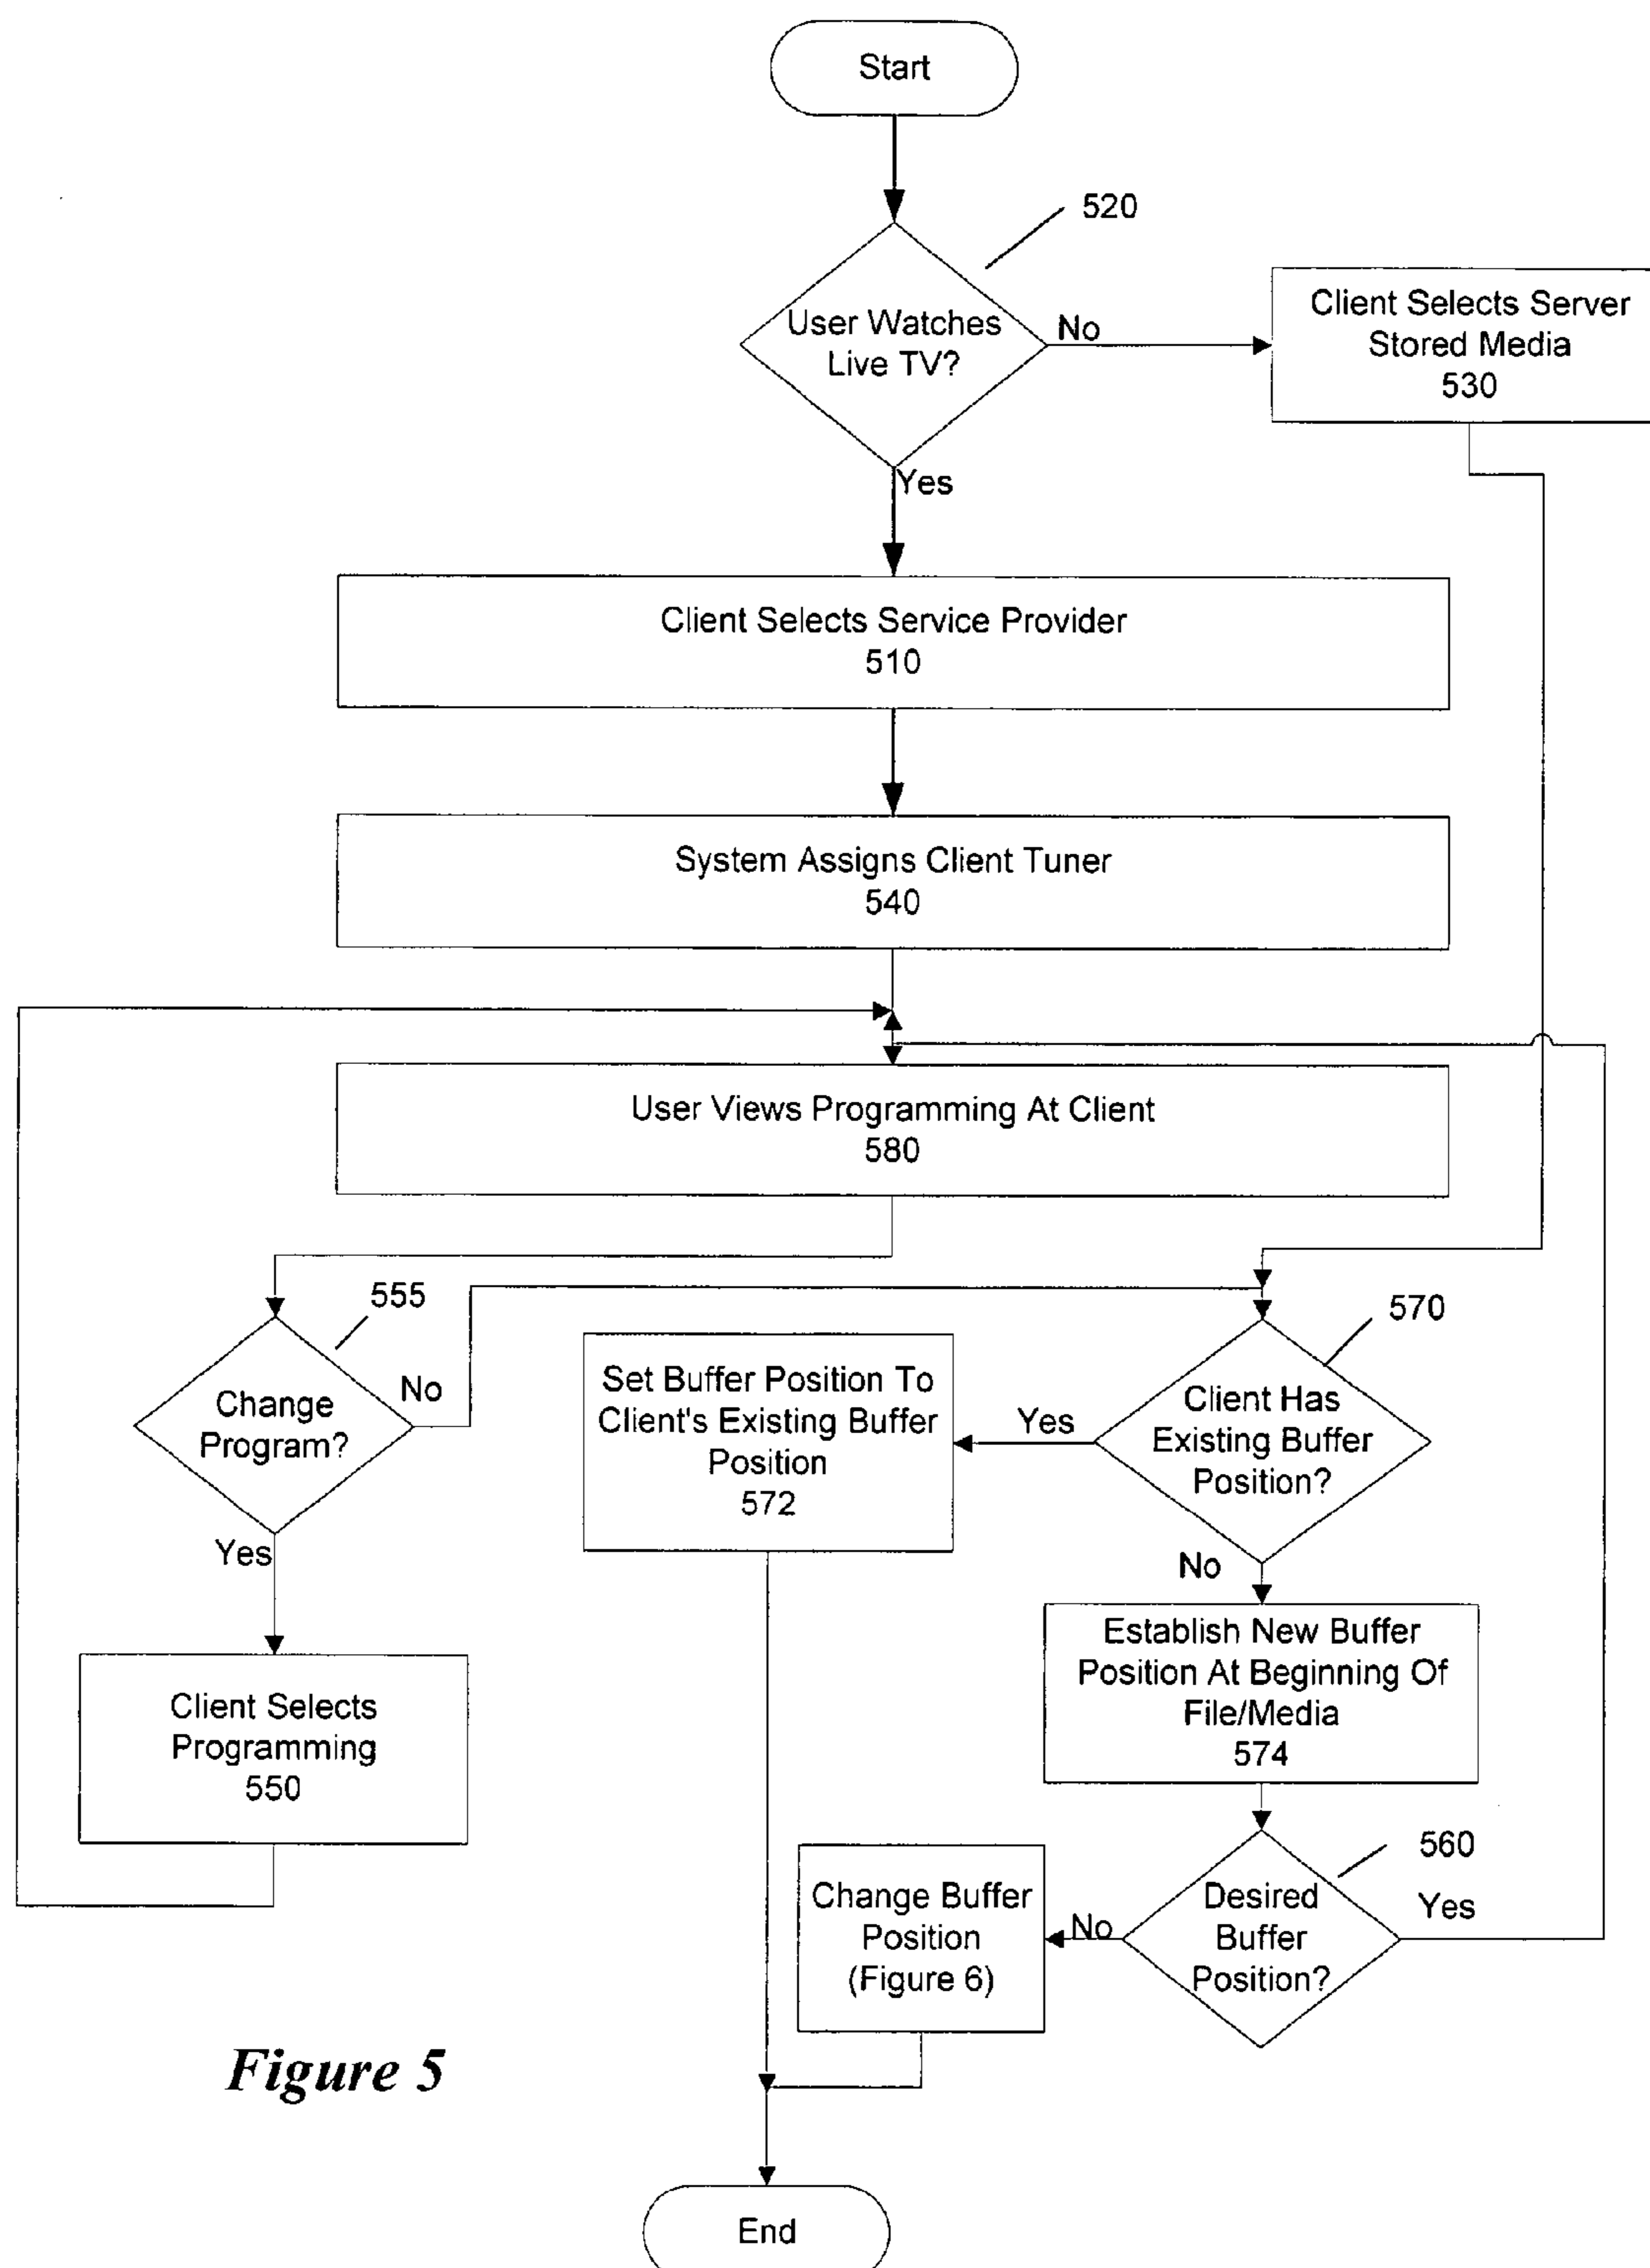 Start
520
User Watches
Live TV?
No
Client Selects Server
Stored Media
530
Yes
Client Selects Service Provider
510
System Assigns Client Tuner
540
User Views Programming At Client
580
555
Change
Program?
No
Yes
Client Selects
Programming
550
570
Client Has
Existing Buffer
Position?
Yes
Set Buffer Position To
Client's Existing Buffer
Position
572
No
Establish New Buffer
Position At Beginning Of
File/Media
574
560
Desired
Buffer
Position?
Yes
No
Change Buffer
Position
(Figure 6)
Figure 5
End